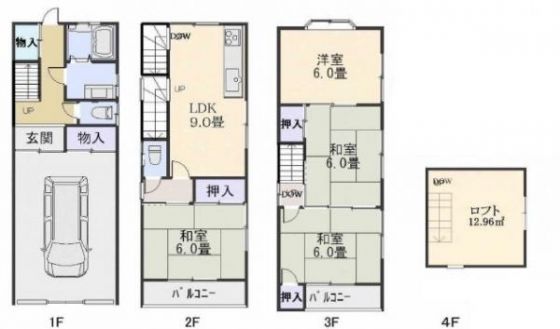 物入
UP
玄関
物入
1F
DOW
LDK
9.0畳
UP
押入
和室
6.0畳
バルコニー
2F
洋室
6.0畳
押入
和室
6.0畳
DOW
和室
6.0畳
押入
バルコニー
3F
DOW
ロフト
12.96㎡
4F